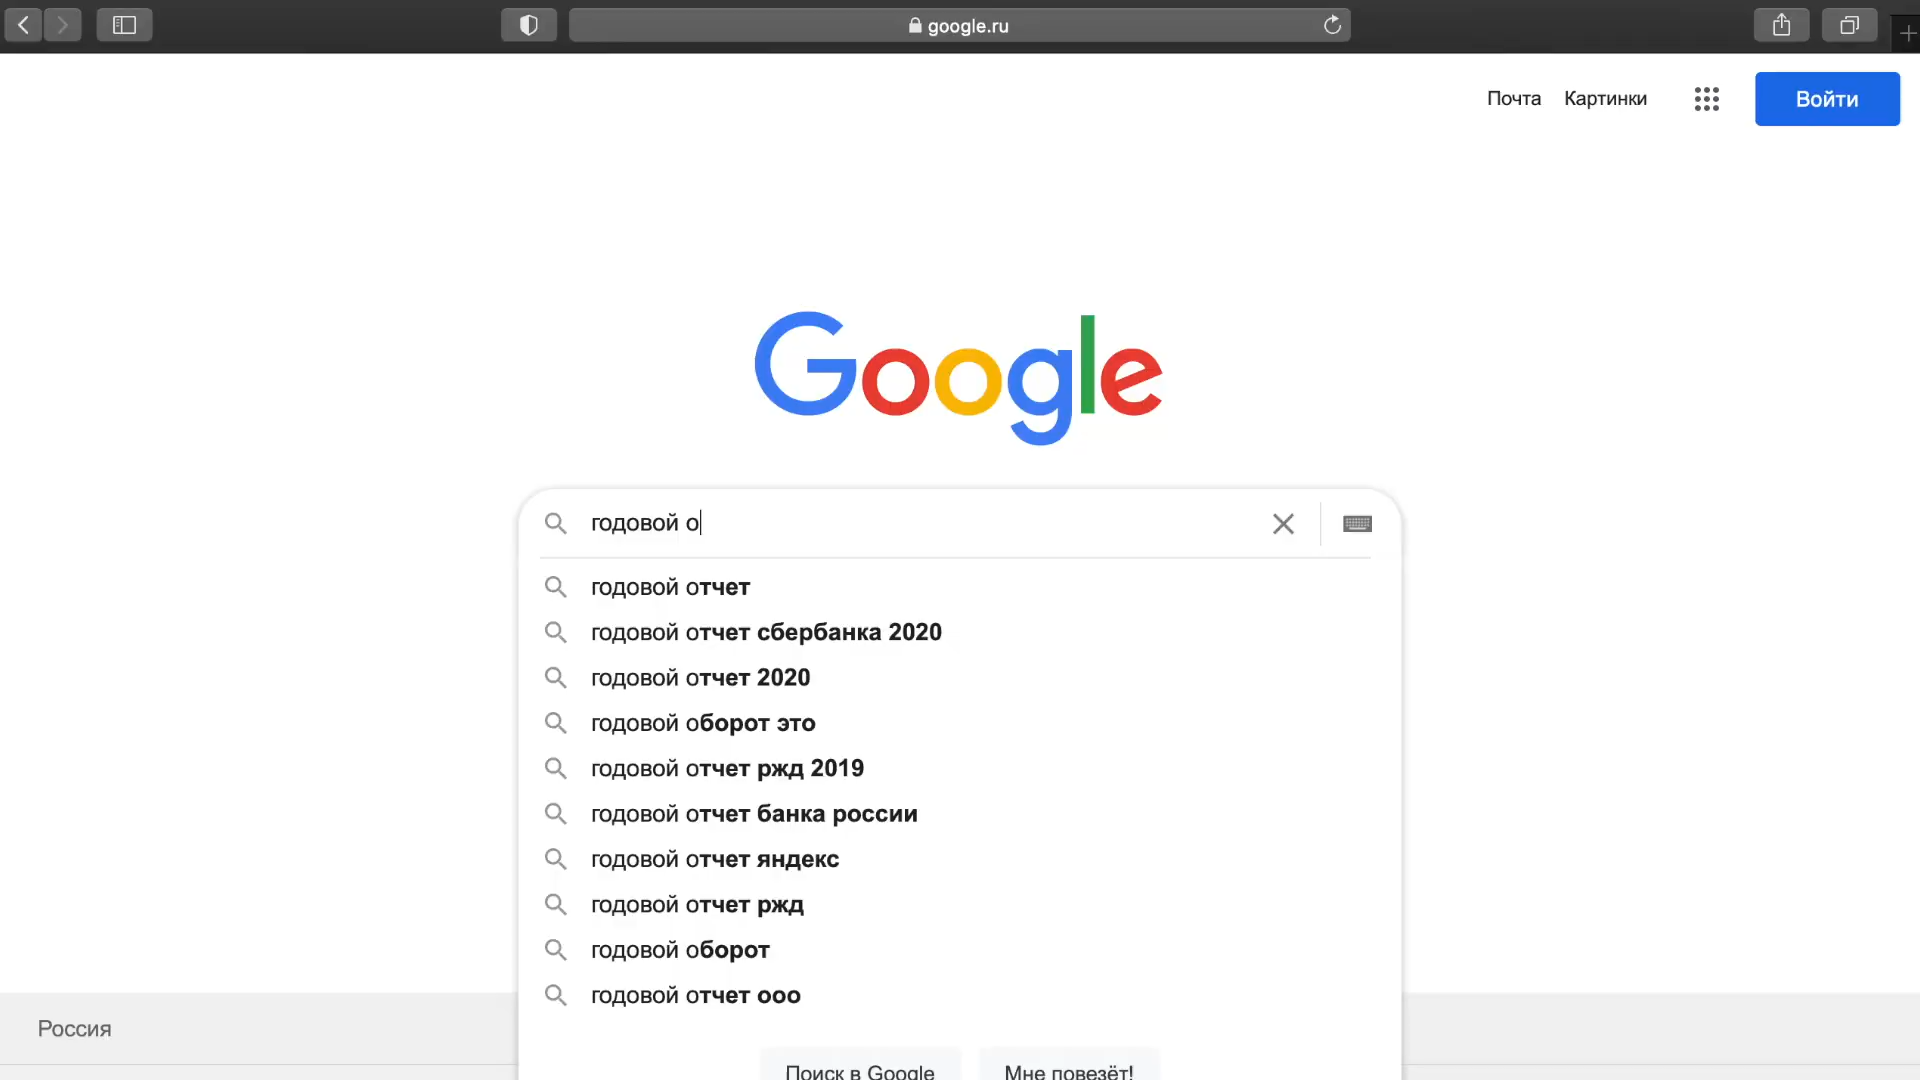 google.ru
Почта Картинки Войти
Google
годовой о
годовой отчет
годовой отчет сбербанка 2020
годовой отчет 2020
годовой оборот это
годовой отчет ржд 2019
годовой отчет банка россии
годовой отчет яндекс
годовой отчет ржд
годовой оборот
годовой отчет ооо
Россия
Поиск в Google Мне повезёт!